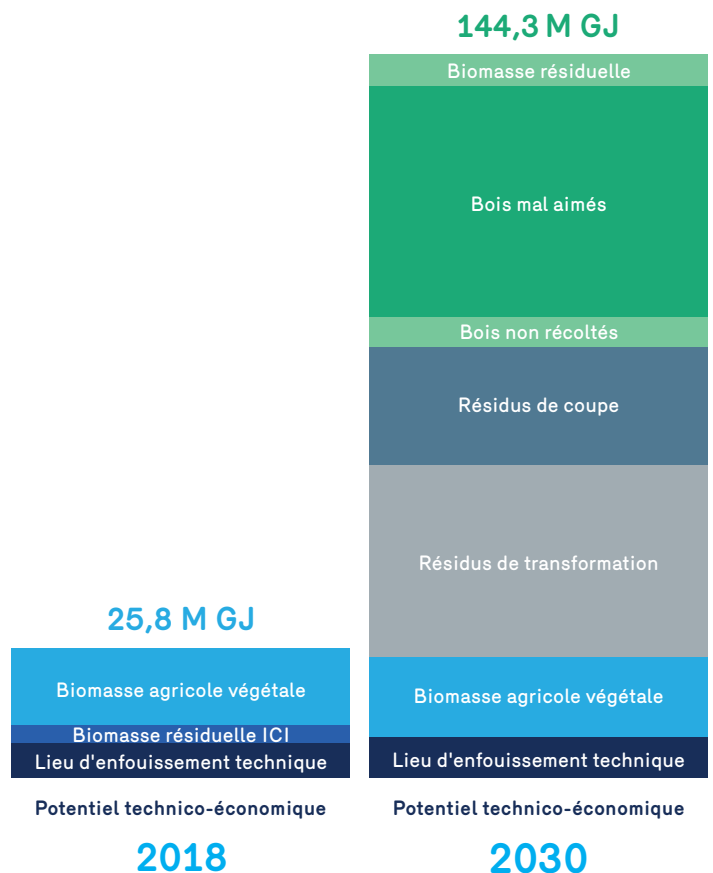 144,3 M GJ
Biomasse résiduelle
Bois mal aimés
Bois non récoltés
Résidus de coupe
Résidus de transformation
Biomasse agricole végétale
Lieu d'enfouissement technique
Potentiel technico-économique
2030
25,8 M GJ
Biomasse agricole végétale
Biomasse résiduelle ICI
Lieu d'enfouissement technique
Potentiel technico-économique
2018